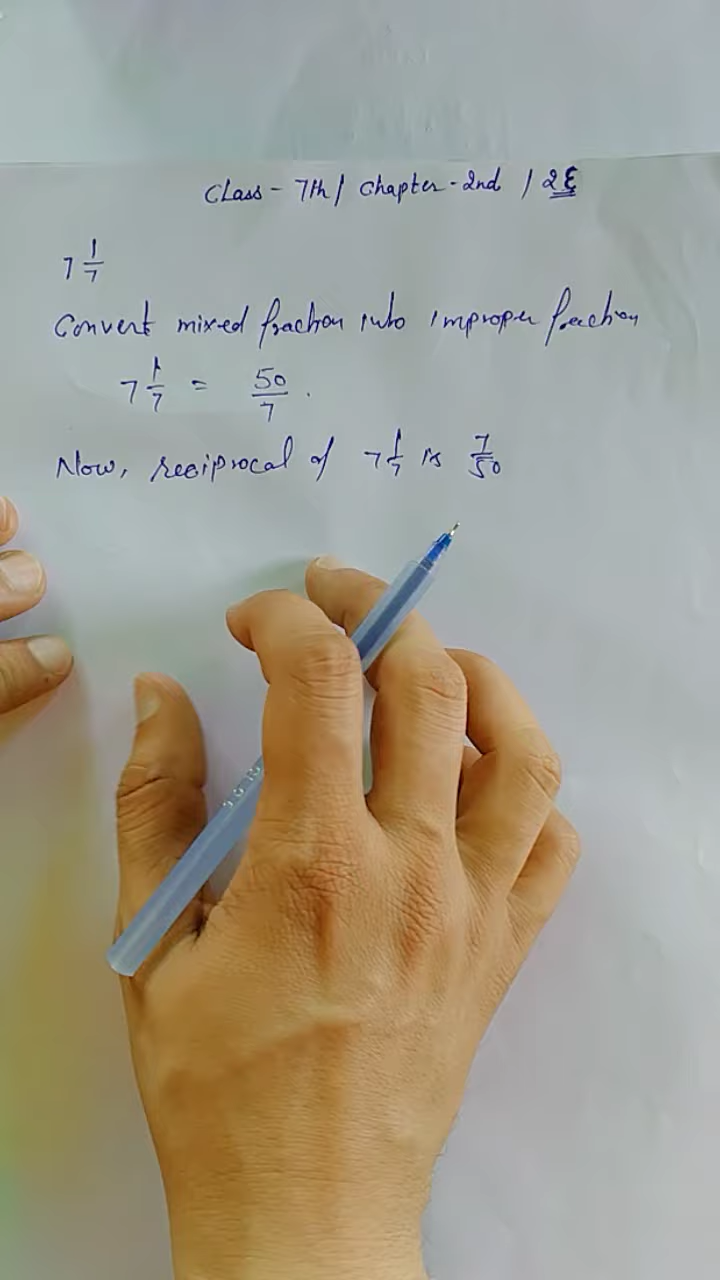 Class - 7th / Chapter - 2nd / 2E
7 1/7
Convert mixed fraction into improper fraction
7 1/7 = 50/7 .
Now, reciprocal of 7 1/7 is 7/50